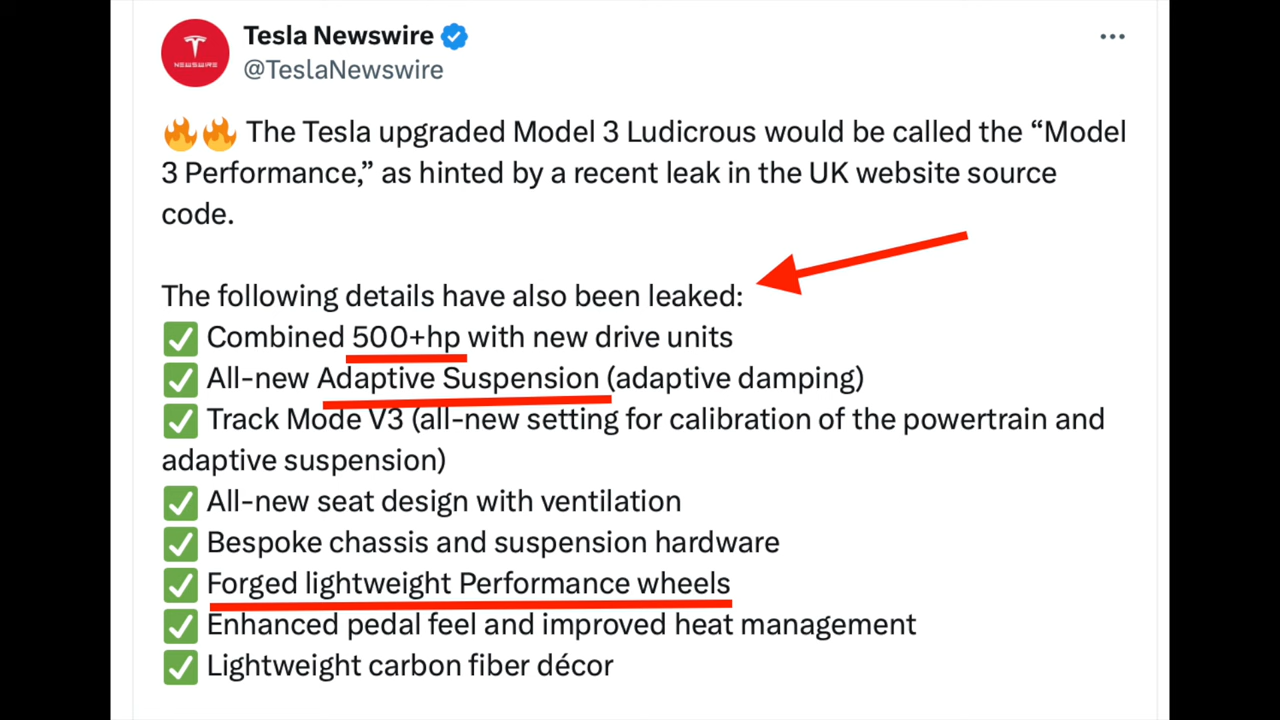 Tesla Newswire
@TeslaNewswire
NEWSWIRE
🔥🔥 The Tesla upgraded Model 3 Ludicrous would be called the “Model
3 Performance,” as hinted by a recent leak in the UK website source
code.
The following details have also been leaked:
✅ Combined 500+hp with new drive units
✅ All-new Adaptive Suspension (adaptive damping)
✅ Track Mode V3 (all-new setting for calibration of the powertrain and
adaptive suspension)
✅ All-new seat design with ventilation
✅ Bespoke chassis and suspension hardware
✅ Forged lightweight Performance wheels
✅ Enhanced pedal feel and improved heat management
✅ Lightweight carbon fiber décor